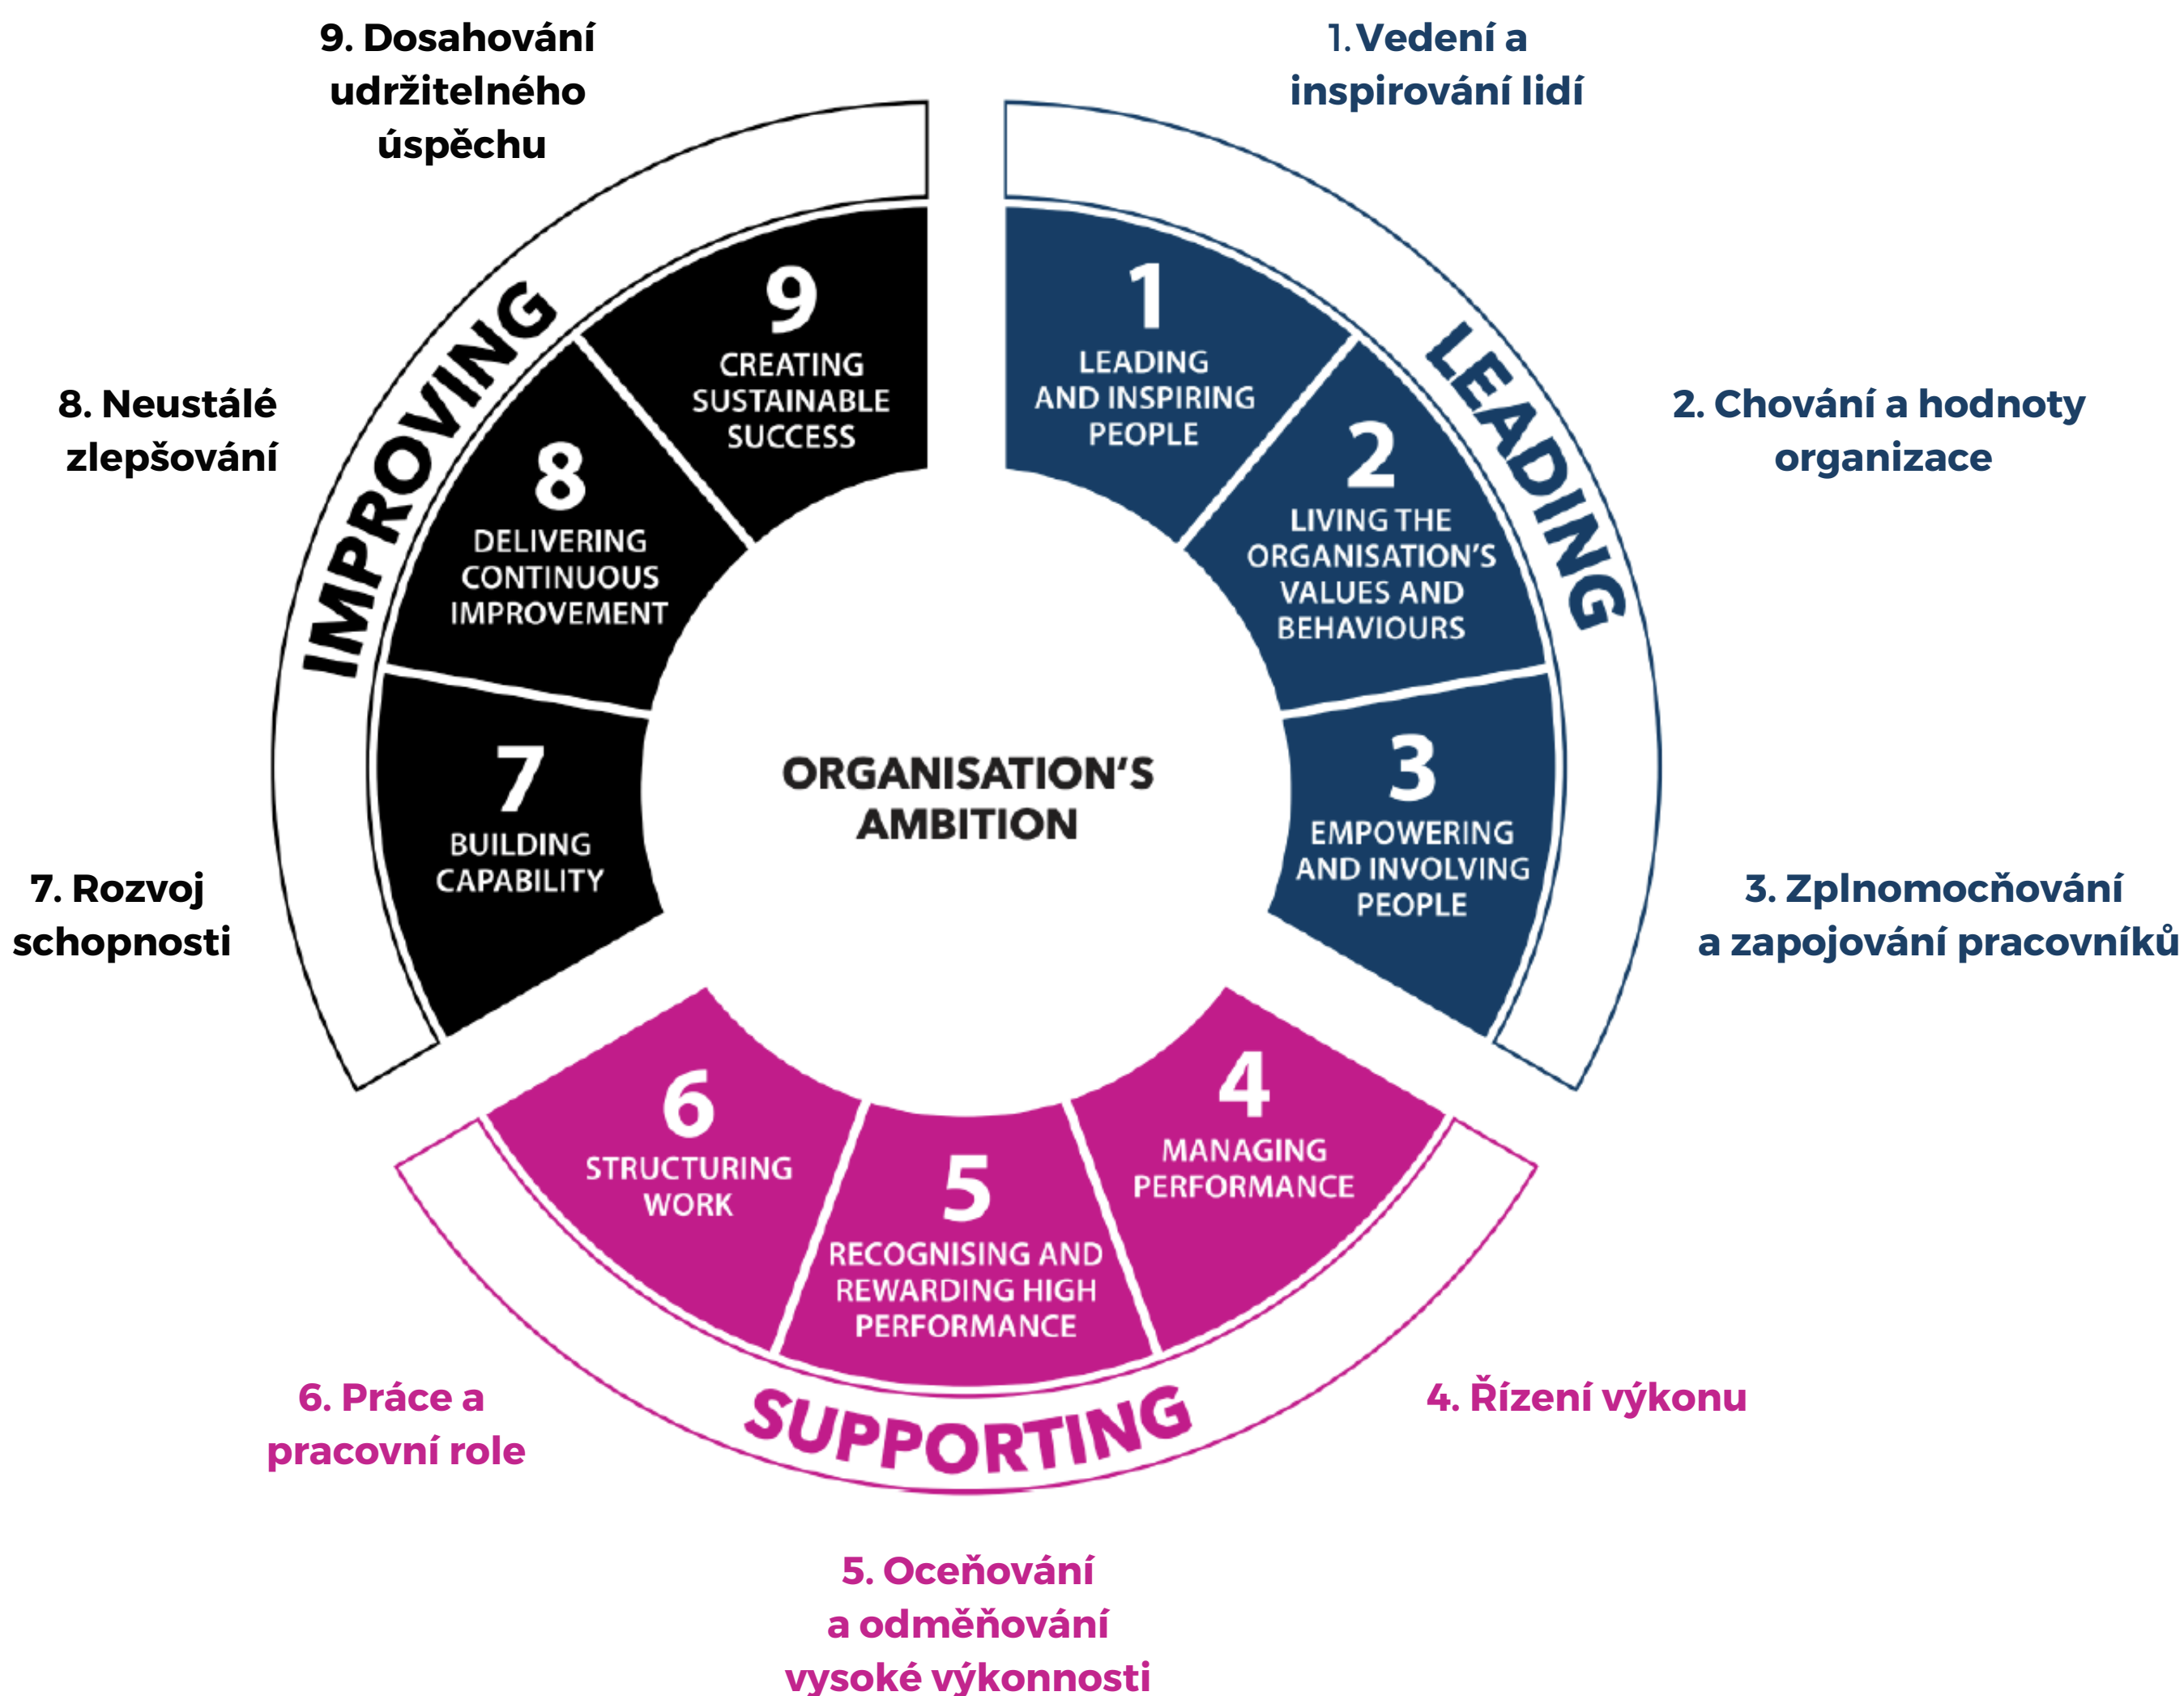 9. Dosahování
udržitelného
úspěchu
1. Vedení a
inspirování lidí
8. Neustálé
zlepšování
2. Chování a hodnoty
organizace
7. Rozvoj
schopnosti
3. Zplnomocňování
a zapojování pracovníků
6. Práce a
pracovní role
4. Řízení výkonu
5. Oceňování
a odměňování
vysoké výkonnosti
IMPROVING
9
CREATING
SUSTAINABLE
SUCCESS
8
DELIVERING
CONTINUOUS
IMPROVEMENT
7
BUILDING
CAPABILITY
LEADING
1
LEADING
AND INSPIRING
PEOPLE
2
LIVING THE
ORGANISATION'S
VALUES AND
BEHAVIOURS
3
EMPOWERING
AND INVOLVING
PEOPLE
ORGANISATION'S
AMBITION
6
STRUCTURING
WORK
5
RECOGNISING AND
REWARDING HIGH
PERFORMANCE
4
MANAGING
PERFORMANCE
SUPPORTING